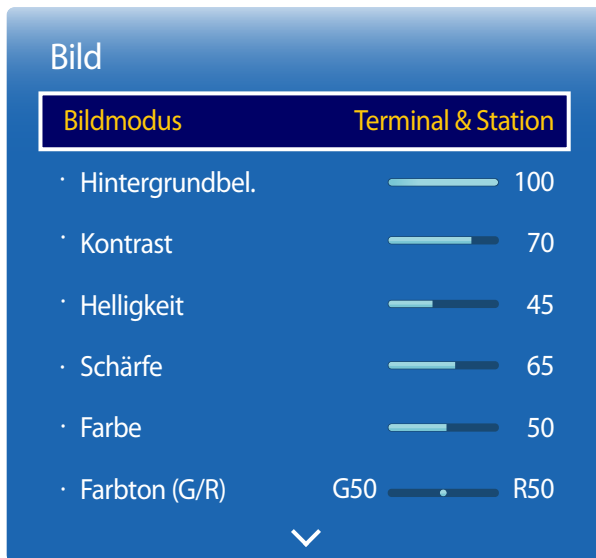 Bild
Bildmodus Terminal & Station
· Hintergrundbel. 100
· Kontrast 70
· Helligkeit 45
· Schärfe 65
· Farbe 50
· Farbton (G/R) G50 R50